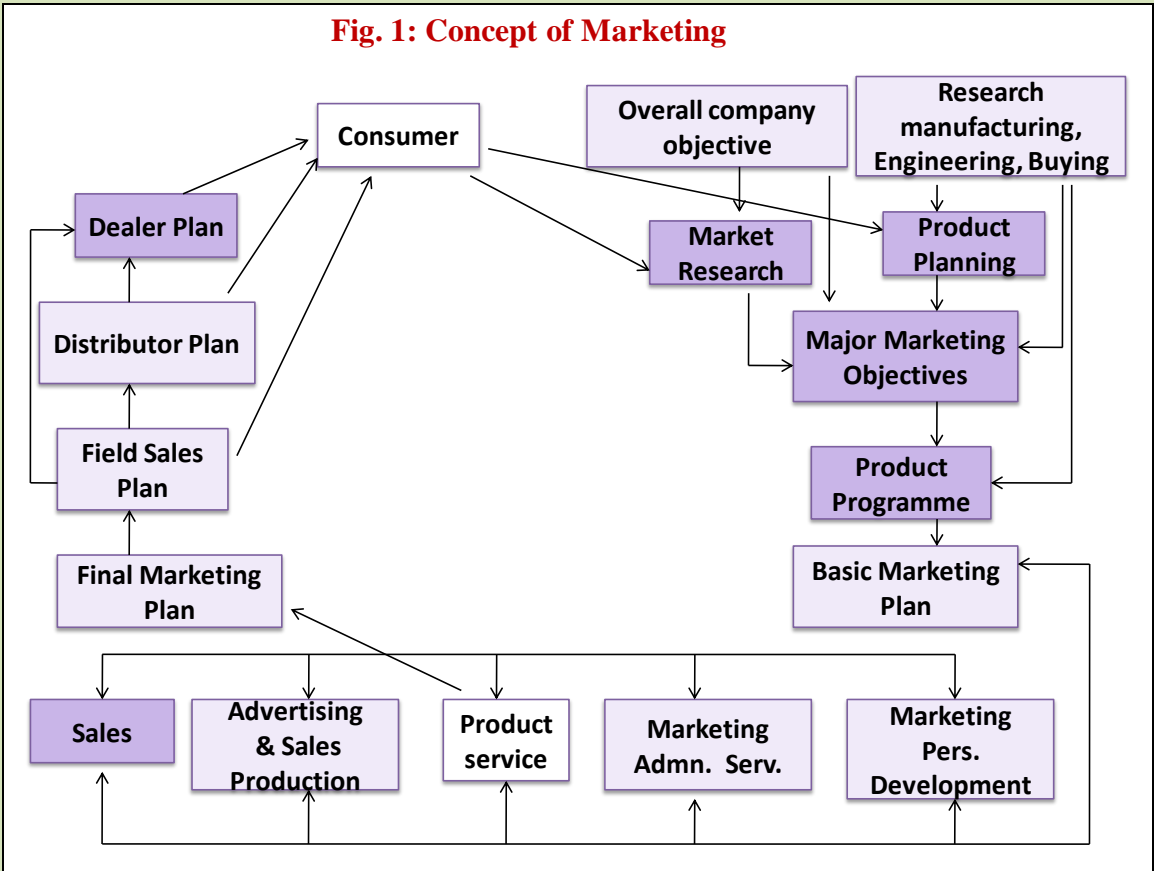 Fig. 1: Concept of Marketing
Consumer
Overall company
objective
Research
manufacturing,
Engineering, Buying
Dealer Plan
Market
Research
Product
Planning
Distributor Plan
Major Marketing
Objectives
Field Sales
Plan
Product
Programme
Final Marketing
Plan
Basic Marketing
Plan
Sales
Advertising
& Sales
Production
Product
service
Marketing
Admn. Serv.
Marketing
Pers.
Development